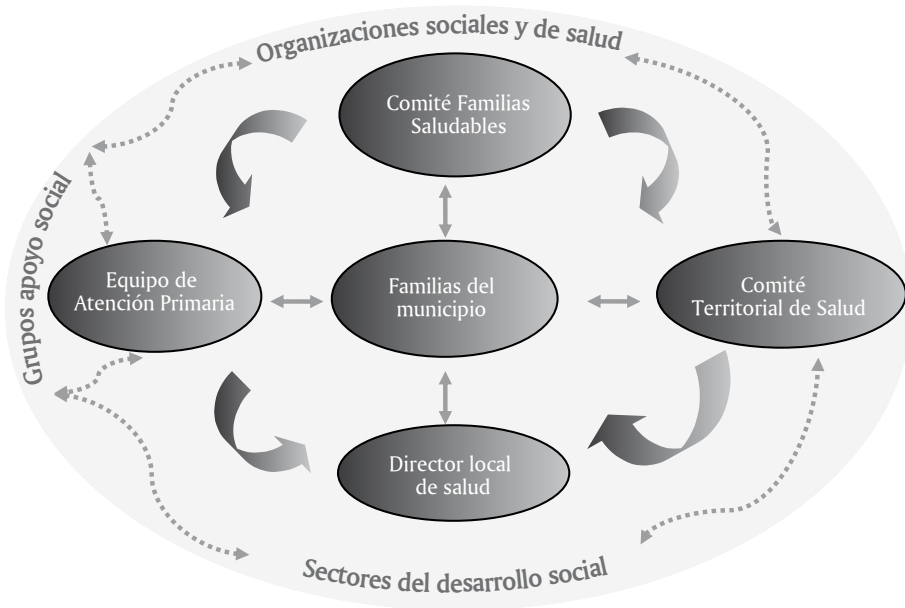 Organizaciones sociales y de salud
Comité Familias
Saludables
Grupos apoyo social
Equipo de
Atención Primaria
Familias del
municipio
Comité
Territorial de Salud
Director local
de salud
Sectores del desarrollo social